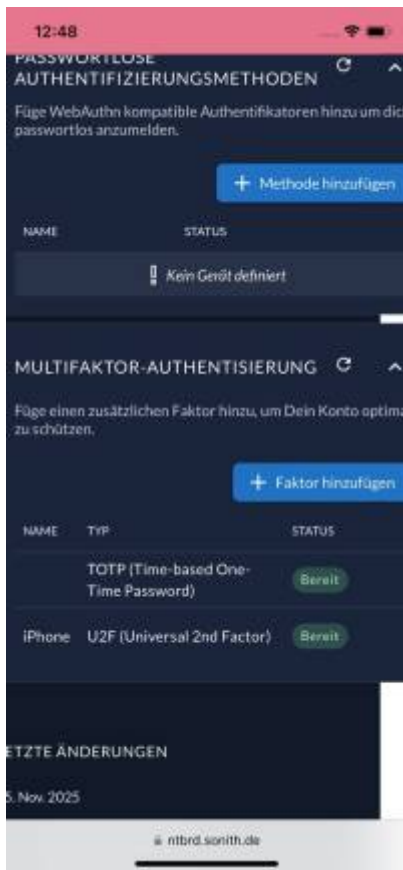 12:48
PASSWORTLOSE
AUTHENTIFIZIERUNGSMETHODEN
Füge WebAuthn kompatible Authentifikatoren hinzu um dic
passwortlos anzumelden.
+ Methode hinzufügen
NAME STATUS
Kein Gerät definiert
MULTIFAKTOR-AUTHENTISIERUNG
Füge einen zusätzlichen Faktor hinzu, um Dein Konto optima
zu schützen.
+ Faktor hinzufügen
NAME TYP STATUS
TOTP (Time-based One-
Time Password) Bereit
iPhone U2F (Universal 2nd Factor) Bereit
ETZTE ÄNDERUNGEN
5. Nov. 2025
ntbrd.sonith.de